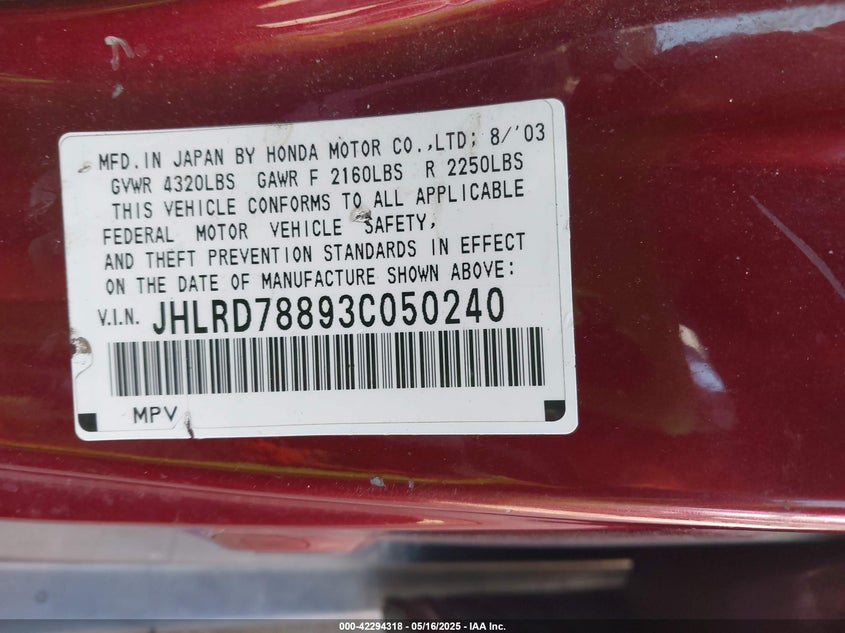 MFD.IN JAPAN BY HONDA MOTOR CO.,LTD; 8/'03
GVWR 4320LBS GAWR F 2160LBS R 2250LBS
THIS VEHICLE CONFORMS TO ALL APPLICABLE
FEDERAL MOTOR VEHICLE SAFETY,
AND THEFT PREVENTION STANDARDS IN EFFECT
ON THE DATE OF MANUFACTURE SHOWN ABOVE:
V.I.N. JHLRD78893C050240
MPV
000-42294318 - 05/16/2025 - IAA Inc.